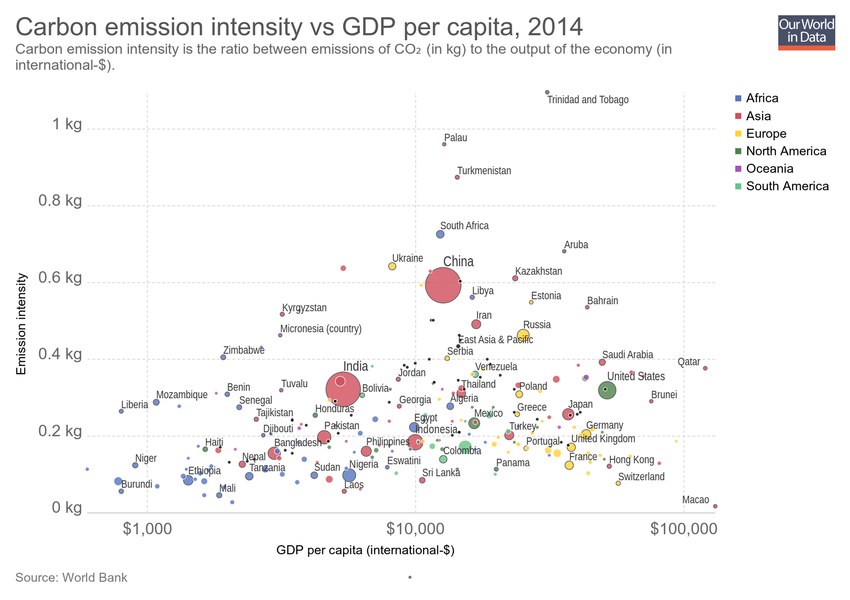 Carbon emission intensity vs GDP per capita, 2014
Our World
in Data
Carbon emission intensity is the ratio between emissions of CO₂ (in kg) to the output of the economy (in
international-$).
Trinidad and Tobago
Africa
Asia
Europe
North America
Oceania
South America
1 kg
Palau
Turkmenistan
0.8 kg
South Africa
Aruba
Ukraine
China
0.6 kg
Kazakhstan
Libya
Estonia
Bahrain
Kyrgyzstan
Iran
Micronesia (country)
Russia
East Asia & Pacific
Zimbabwe
Serbia
0.4 kg
Saudi Arabia
Qatar
India
Jordan
Venezuela
United States
Mozambique
Benin
Tuvalu
Bolivia
Thailand
Poland
Liberia
Senegal
Georgia
Algeria
Brunei
Tajikistan
Honduras
Mexico
Greece
Japan
Djibouti
Pakistan
Egypt
Indonesia
Turkey
Germany
0.2 kg
Haiti
Bangladesh
Philippines
Portugal
United Kingdom
Niger
Nepal
Colombia
France
Hong Kong
Ethiopia
Tanzania
Sudan
Nigeria
Eswatini
Sri Lanka
Panama
Burundi
Mali
Laos
Switzerland
Macao
0 kg
$1,000
$10,000
$100,000
Emission intensity
GDP per capita (international-$)
Source: World Bank